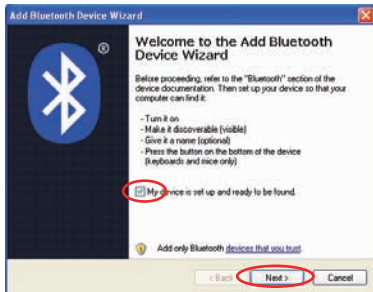 Add Bluetooth Device Wizard
®
Welcome to the Add Bluetooth
Device Wizard
Before proceeding, refer to the "Bluetooth" section of the
device documentation. Then set up your device so that your
computer can find it:
- Turn it on
- Make it discoverable (visible)
- Give it a name (optional)
- Press the button on the bottom of the device
(keyboards and mice only)
My device is set up and ready to be found.
Add only Bluetooth devices that you trust.
< Back
Next >
Cancel